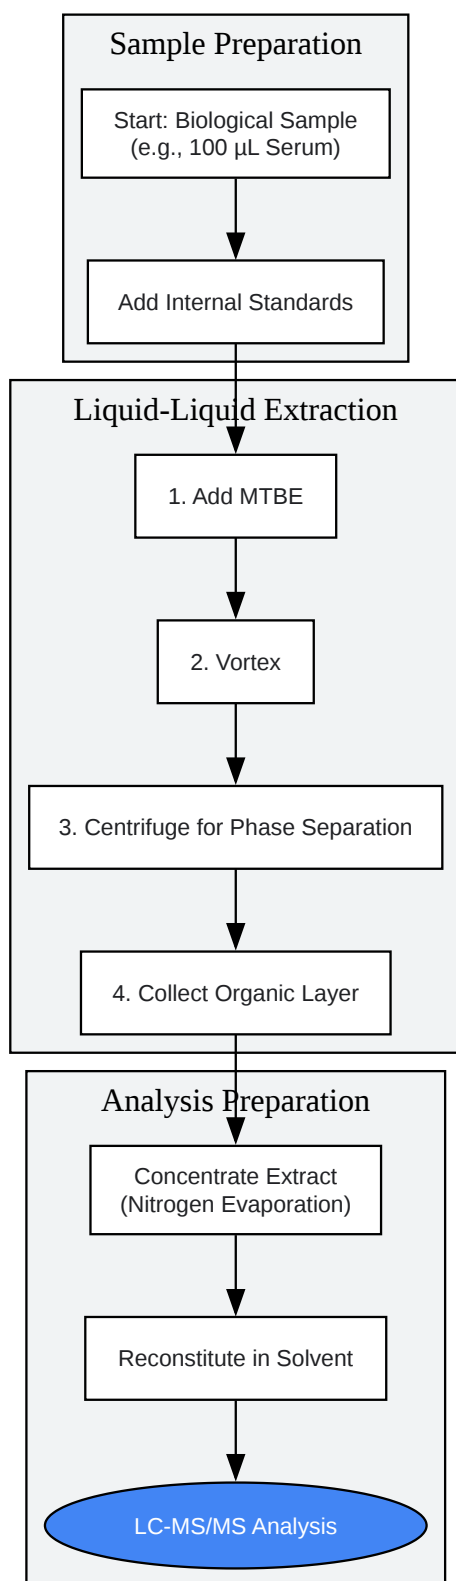 Sample Preparation
Start: Biological Sample
(e.g., 100 µL Serum)
Add Internal Standards
Liquid-Liquid Extraction
1. Add MTBE
2. Vortex
3. Centrifuge for Phase Separation
4. Collect Organic Layer
Analysis Preparation
Concentrate Extract
(Nitrogen Evaporation)
Reconstitute in Solvent
LC-MS/MS Analysis